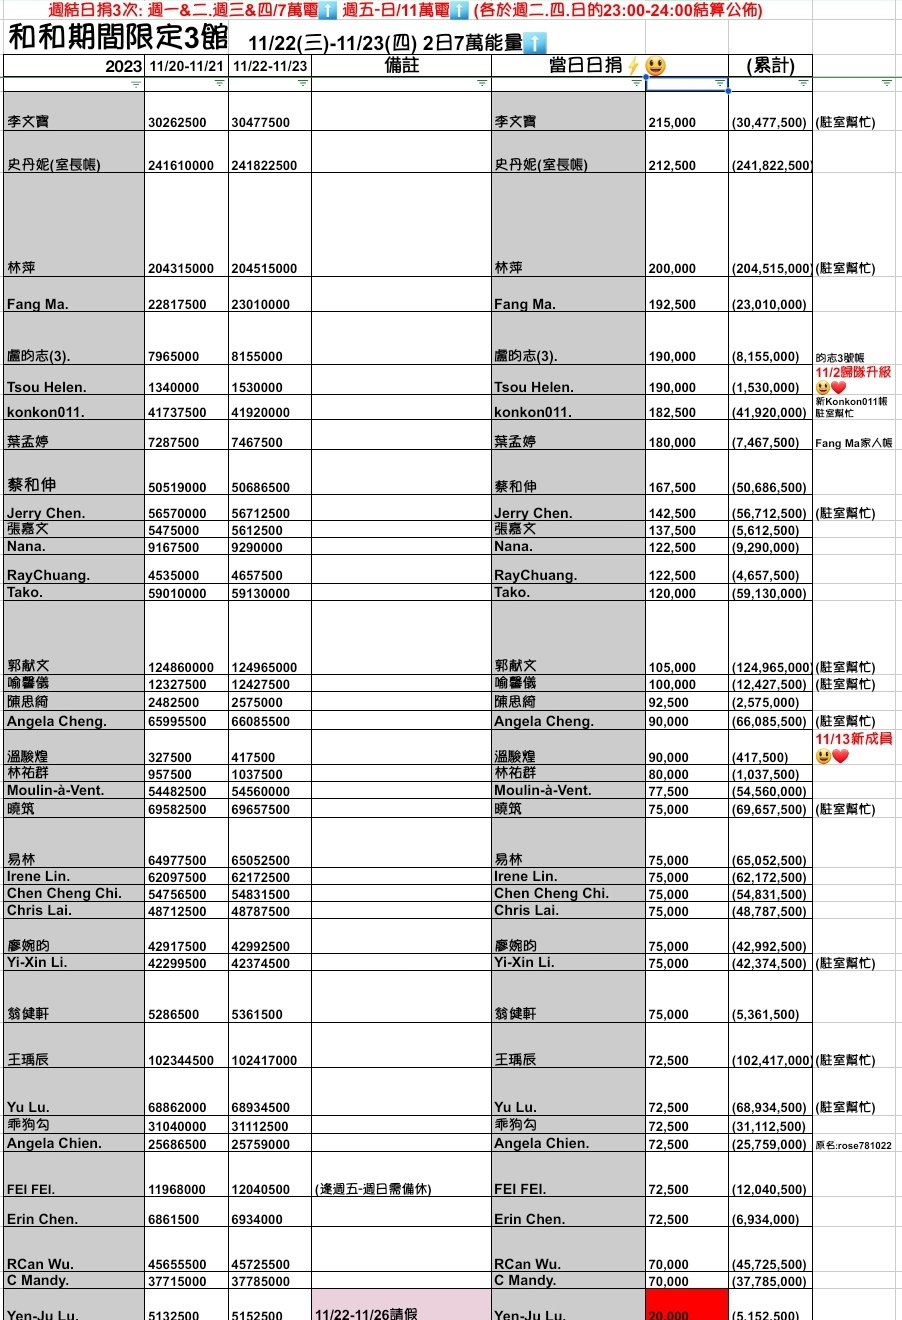 週結日捐3次: 週一&二.週三&四/7萬電⬆️ 週五-日/11萬電⬆️ (各於週二.四.日的23:00-24:00結算公佈)
和和期間限定3館 11/22(三)-11/23(四) 2日7萬能量⬆️
2023 11/20-11/21 11/22-11/23 備註 當日日捐⚡😃 (累計)
李文寶 30262500 30477500 李文寶 215,000 (30,477,500) (駐室幫忙)
史丹妮(室長帳) 241610000 241822500 史丹妮(室長帳) 212,500 (241,822,500)
林萍 204315000 204515000 林萍 200,000 (204,515,000) (駐室幫忙)
Fang Ma. 22817500 23010000 Fang Ma. 192,500 (23,010,000)
盧昀志(3). 7965000 8155000 盧昀志(3). 190,000 (8,155,000) 昀志3號帳
Tsou Helen. 1340000 1530000 Tsou Helen. 190,000 (1,530,000) 11/2歸隊升級😃❤️
konkon011. 41737500 41920000 konkon011. 182,500 (41,920,000) 新Konkon011帳 駐室幫忙
葉孟婷 7287500 7467500 葉孟婷 180,000 (7,467,500) Fang Ma家人帳
蔡和伸 50519000 50686500 蔡和伸 167,500 (50,686,500)
Jerry Chen. 56570000 56712500 Jerry Chen. 142,500 (56,712,500) (駐室幫忙)
張嘉文 5475000 5612500 張嘉文 137,500 (5,612,500)
Nana. 9167500 9290000 Nana. 122,500 (9,290,000)
RayChuang. 4535000 4657500 RayChuang. 122,500 (4,657,500)
Tako. 59010000 59130000 Tako. 120,000 (59,130,000)
郭献文 124860000 124965000 郭献文 105,000 (124,965,000) (駐室幫忙)
喻馨儀 12327500 12427500 喻馨儀 100,000 (12,427,500) (駐室幫忙)
陳思綺 2482500 2575000 陳思綺 92,500 (2,575,000)
Angela Cheng. 65995500 66085500 Angela Cheng. 90,000 (66,085,500) (駐室幫忙)
溫駿煌 327500 417500 溫駿煌 90,000 (417,500) 11/13新成員😃❤️
林祐群 957500 1037500 林祐群 80,000 (1,037,500)
Moulin-à-Vent. 54482500 54560000 Moulin-à-Vent. 77,500 (54,560,000)
曉筑 69582500 69657500 曉筑 75,000 (69,657,500) (駐室幫忙)
易林 64977500 65052500 易林 75,000 (65,052,500)
Irene Lin. 62097500 62172500 Irene Lin. 75,000 (62,172,500)
Chen Cheng Chi. 54756500 54831500 Chen Cheng Chi. 75,000 (54,831,500)
Chris Lai. 48712500 48787500 Chris Lai. 75,000 (48,787,500)
廖婉昀 42917500 42992500 廖婉昀 75,000 (42,992,500)
Yi-Xin Li. 42299500 42374500 Yi-Xin Li. 75,000 (42,374,500) (駐室幫忙)
翁健軒 5286500 5361500 翁健軒 75,000 (5,361,500)
王瑀辰 102344500 102417000 王瑀辰 72,500 (102,417,000) (駐室幫忙)
Yu Lu. 68862000 68934500 Yu Lu. 72,500 (68,934,500) (駐室幫忙)
乖狗勾 31040000 31112500 乖狗勾 72,500 (31,112,500)
Angela Chien. 25686500 25759000 Angela Chien. 72,500 (25,759,000) 原名:rose781022
FEI FEI. 11968000 12040500 (逢週五-週日需備休) FEI FEI. 72,500 (12,040,500)
Erin Chen. 6861500 6934000 Erin Chen. 72,500 (6,934,000)
RCan Wu. 45655500 45725500 RCan Wu. 70,000 (45,725,500)
C Mandy. 37715000 37785000 C Mandy. 70,000 (37,785,000)
Yen-Ju Lu. 5132500 5152500 11/22-11/26請假 Yen-Ju Lu. 20,000 (5,152,500)